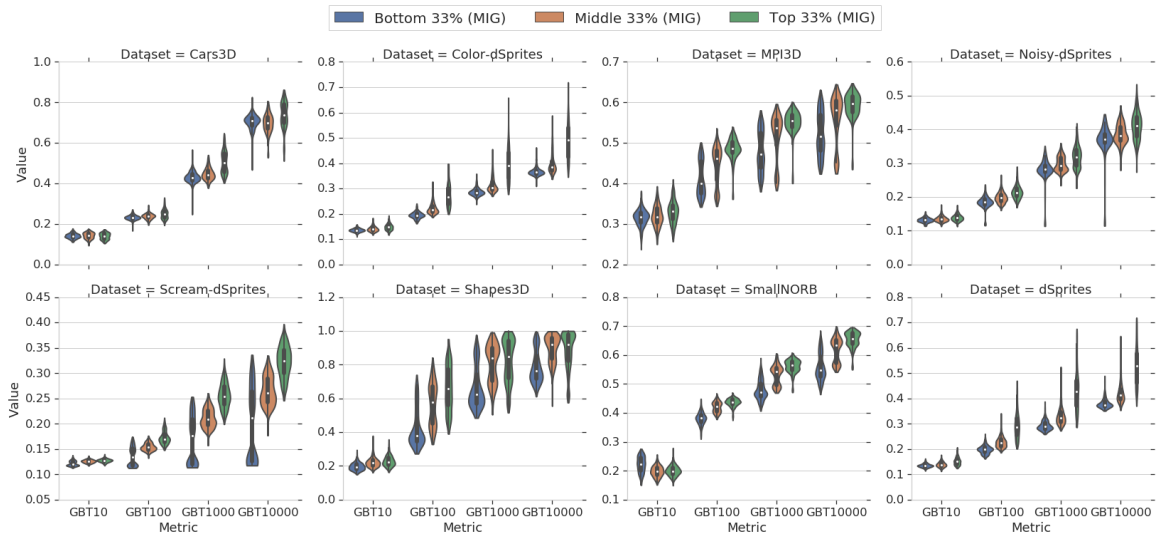 Bottom 33% (MIG) Middle 33% (MIG) Top 33% (MIG)
Dataset = Cars3D Dataset = Color-dSprites Dataset = MPI3D Dataset = Noisy-dSprites
1.0 0.8 0.7 0.6
0.7 0.5
0.8 0.6
0.6
0.6 0.5 0.5 0.4
Value
0.4 0.4 0.4 0.3
0.3 0.2
0.2 0.2 0.3 0.1
0.1
0.0 0.0 0.2 0.0
Dataset = Scream-dSprites Dataset = Shapes3D Dataset = SmallNORB Dataset = dSprites
0.45 1.2 0.8 0.8
0.40 1.0 0.7 0.7
0.35 0.6 0.6
0.8
0.30 0.5 0.5
Value
0.25 0.6 0.4
0.20 0.4 0.4 0.3
0.15 0.3 0.2
0.2
0.10 0.2 0.1
0.05 0.0 0.1 0.0
GBT10 GBT100 GBT1000 GBT10000 GBT10 GBT100 GBT1000 GBT10000 GBT10 GBT100 GBT1000 GBT10000 GBT10 GBT100 GBT1000 GBT10000
Metric Metric Metric Metric